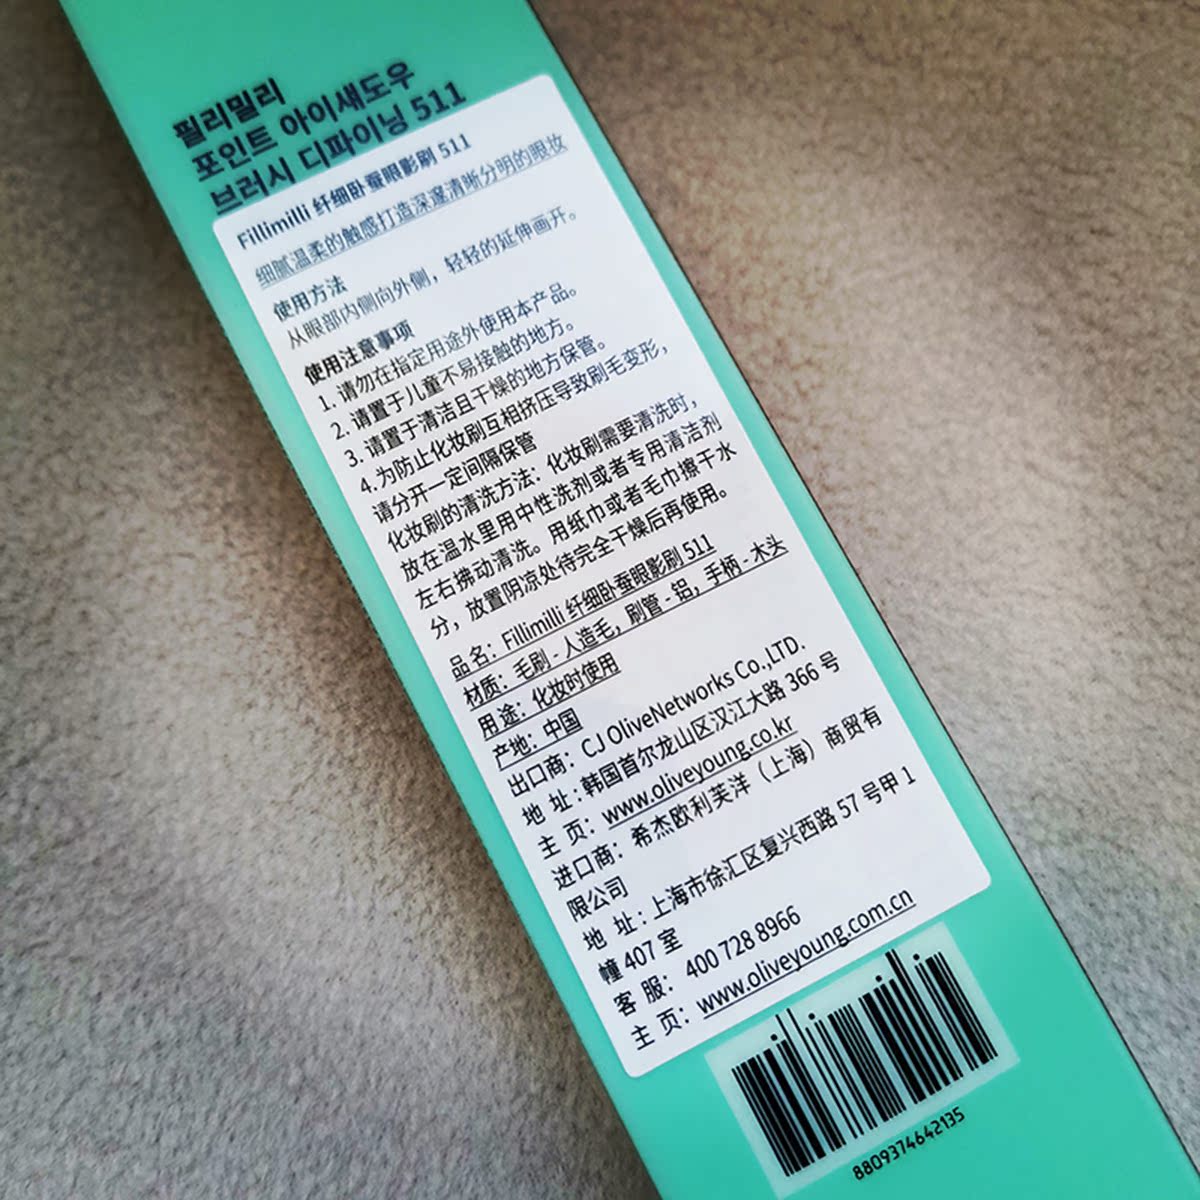 필리밀리
포인트 아이섀도우
브러시 디파이닝 511
Fillimilli 纤细卧蚕眼影刷 511
细腻温柔的触感打造深邃清晰分明的眼妆
使用方法
从眼部内侧向外侧，轻轻的延伸画开。
使用注意事项
1. 请勿在指定用途外使用本产品。
2. 请置于儿童不易接触的地方。
3. 请置于清洁且干燥的地方保管。
4.为防止化妆刷互相挤压导致刷毛变形，
请分开一定间隔保管
化妆刷的清洗方法：化妆刷需要清洗时，
放在温水里用中性洗剂或者专用清洁剂
左右拂动清洗。用纸巾或者毛巾擦干水
分，放置阴凉处待完全干燥后再使用。
品名：Fillimilli 纤细卧蚕眼影刷 511
材质：毛刷 - 人造毛，刷管 - 铝，手柄 - 木头
用途：化妆时使用
产地：中国
出口商：CJ OliveNetworks Co.,LTD.
地 址：韩国首尔龙山区汉江大路 366 号
主 页：www.oliveyoung.co.kr
进口商：希杰欧利芙洋（上海）商贸有
限公司
地 址：上海市徐汇区复兴西路 57 号甲 1
幢 407 室
客 服：400 728 8966
主 页：www.oliveyoung.com.cn
8809374642135